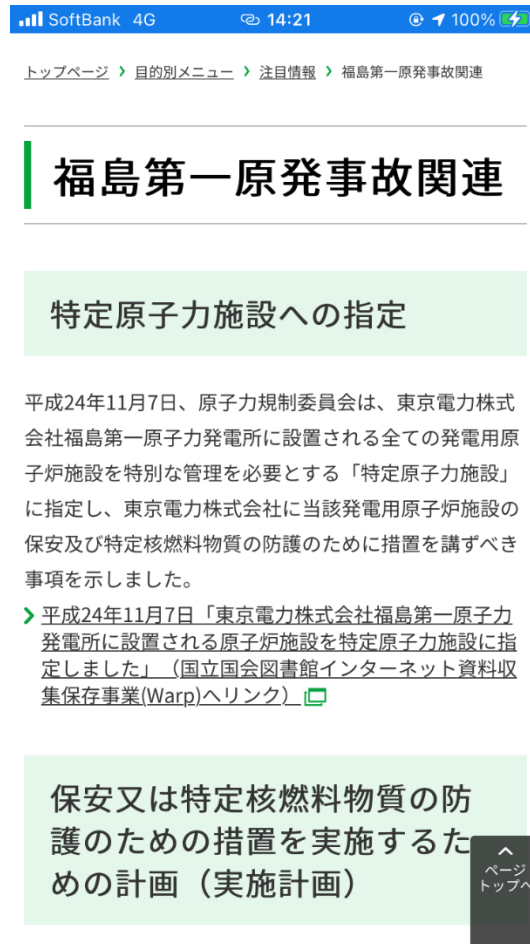 SoftBank 4G 14:21 100%
トップページ > 目的別メニュー > 注目情報 > 福島第一原発事故関連
福島第一原発事故関連
特定原子力施設への指定
平成24年11月7日、原子力規制委員会は、東京電力株式
会社福島第一原子力発電所に設置される全ての発電用原
子炉施設を特別な管理を必要とする「特定原子力施設」
に指定し、東京電力株式会社に当該発電用原子炉施設の
保安及び特定核燃料物質の防護のために措置を講ずべき
事項を示しました。
平成24年11月7日「東京電力株式会社福島第一原子力
発電所に設置される原子炉施設を特定原子力施設に指
定しました」（国立国会図書館インターネット資料収
集保存事業(Warp)へリンク）
保安又は特定核燃料物質の防
護のための措置を実施するた
めの計画（実施計画）
ページ
トップへ